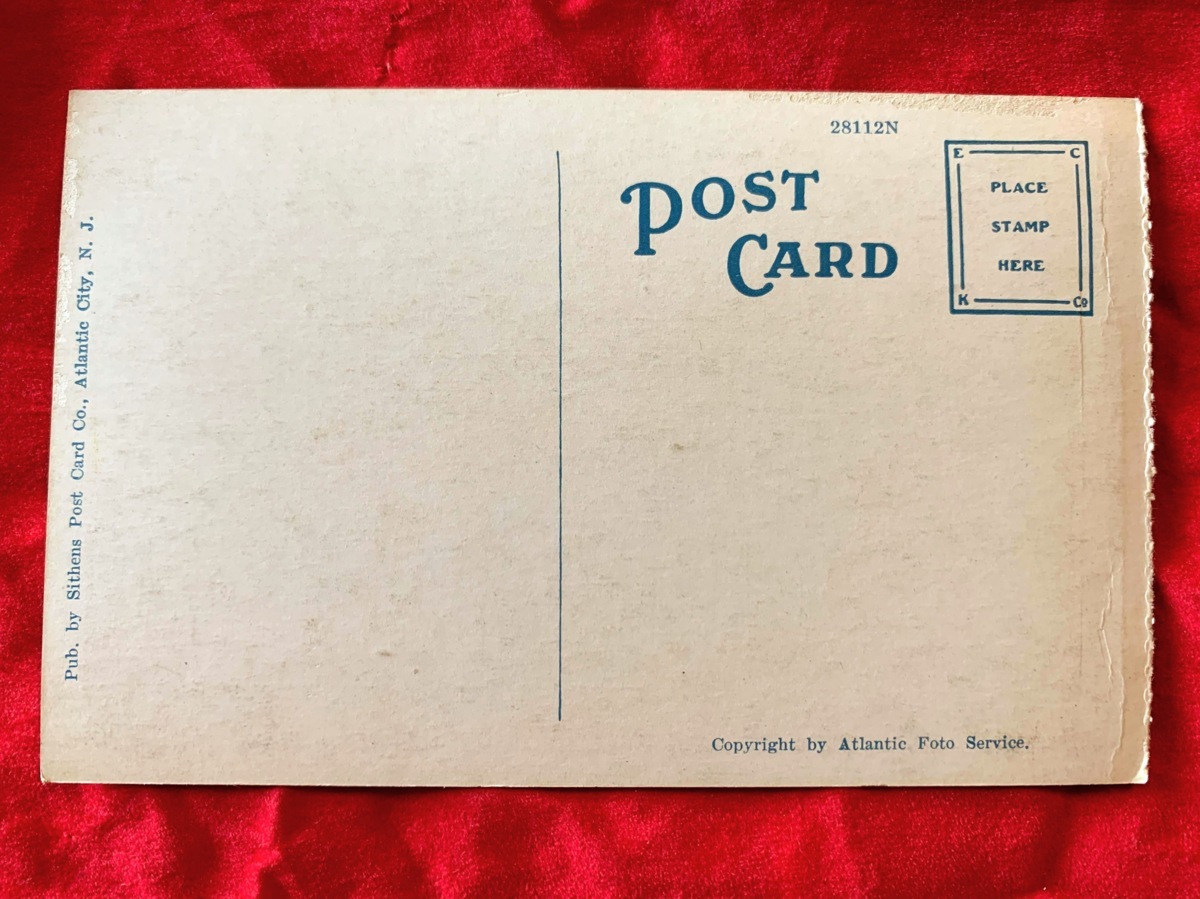 28112N
POST
CARD
E C
PLACE
STAMP
HERE
K Co
Pub. by Sithens Post Card Co., Atlantic City, N. J.
Copyright by Atlantic Foto Service.